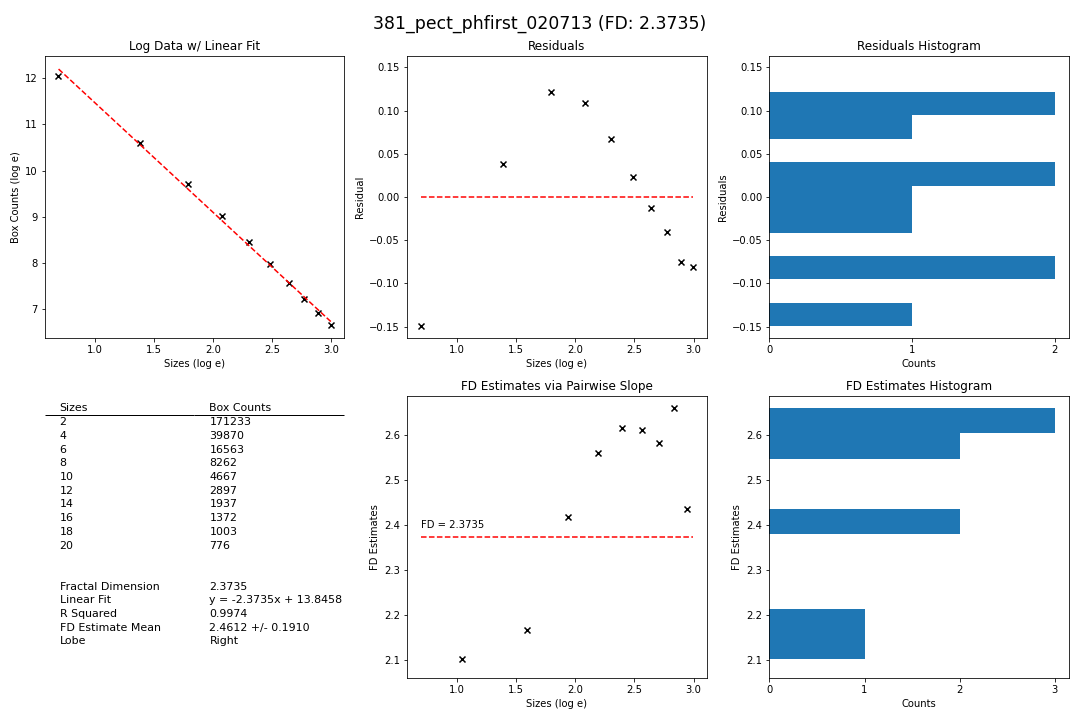 381_pect_phfirst_020713 (FD: 2.3735)
Log Data w/ Linear Fit
12
11
10
9
8
7
Box Counts (log e)
1.0 1.5 2.0 2.5 3.0
Sizes (log e)
Residuals
0.15
0.10
0.05
0.00
−0.05
−0.10
−0.15
Residual
1.0 1.5 2.0 2.5 3.0
Sizes (log e)
Residuals Histogram
0.15
0.10
0.05
0.00
−0.05
−0.10
−0.15
Residuals
0 1 2
Counts
Sizes Box Counts
2 171233
4 39870
6 16563
8 8262
10 4667
12 2897
14 1937
16 1372
18 1003
20 776
Fractal Dimension 2.3735
Linear Fit y = -2.3735x + 13.8458
R Squared 0.9974
FD Estimate Mean 2.4612 +/- 0.1910
Lobe Right
FD Estimates via Pairwise Slope
2.6
2.5
2.4
2.3
2.2
2.1
FD Estimates
FD = 2.3735
1.0 1.5 2.0 2.5 3.0
Sizes (log e)
FD Estimates Histogram
2.6
2.5
2.4
2.3
2.2
2.1
FD Estimates
0 1 2 3
Counts